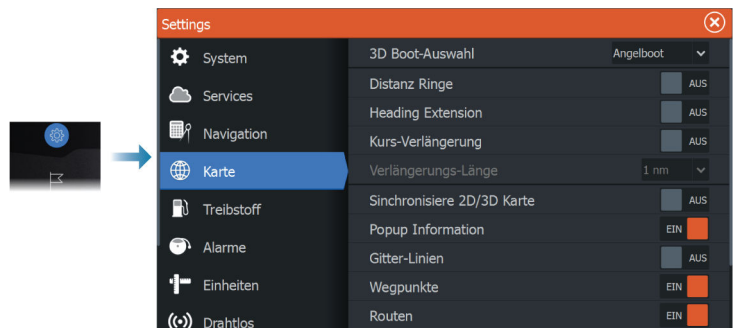 Settings
System
Services
Navigation
Karte
Treibstoff
Alarme
Einheiten
Drahtlos
3D Boot-Auswahl Angelboot
Distanz Ringe AUS
Heading Extension AUS
Kurs-Verlängerung AUS
Verlängerungs-Länge 1 nm
Sinchronisiere 2D/3D Karte AUS
Popup Information EIN
Gitter-Linien AUS
Wegpunkte EIN
Routen EIN